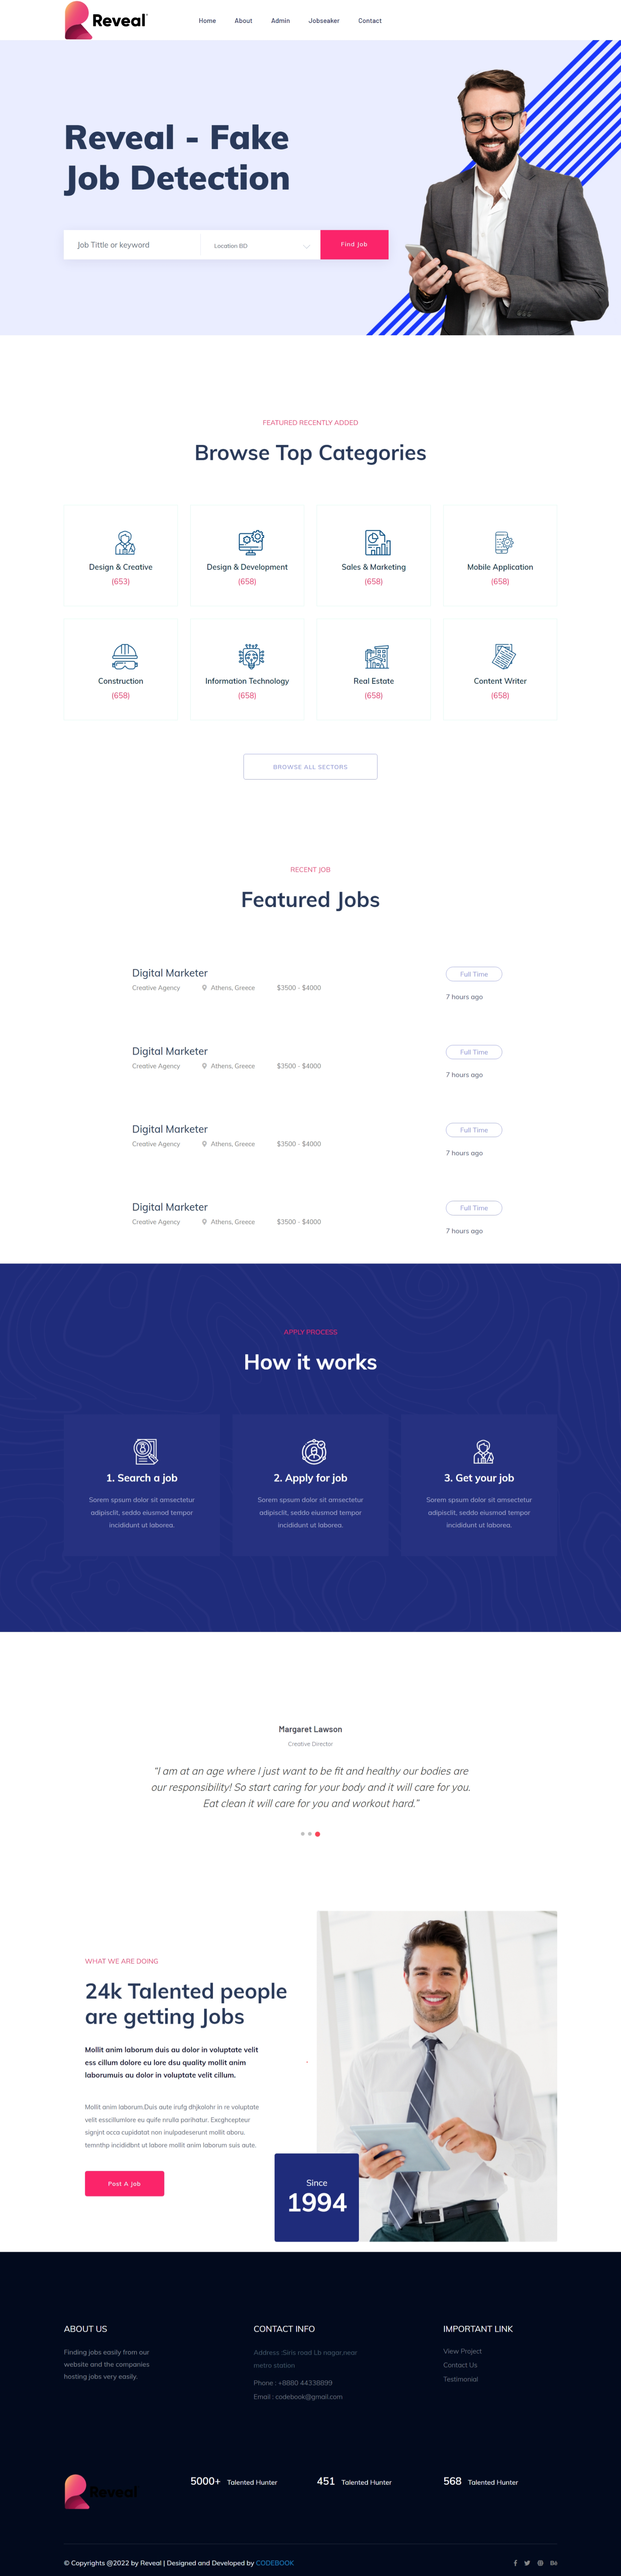 Reveal
Home About Admin Jobseaker Contact
Reveal - Fake
Job Detection
Job Tittle or keyword
Location BD
Find Job
FEATURED RECENTLY ADDED
Browse Top Categories
Design & Creative
(653)
Design & Development
(658)
Sales & Marketing
(658)
Mobile Application
(658)
Construction
(658)
Information Technology
(658)
Real Estate
(658)
Content Writer
(658)
BROWSE ALL SECTORS
RECENT JOB
Featured Jobs
Digital Marketer
Creative Agency Athens, Greece $3500 - $4000
Full Time
7 hours ago
Digital Marketer
Creative Agency Athens, Greece $3500 - $4000
Full Time
7 hours ago
Digital Marketer
Creative Agency Athens, Greece $3500 - $4000
Full Time
7 hours ago
Digital Marketer
Creative Agency Athens, Greece $3500 - $4000
Full Time
7 hours ago
APPLY PROCESS
How it works
1. Search a job
Sorem spsum dolor sit amsectetur
adipisclit, seddo eiusmod tempor
incididunt ut laborea.
2. Apply for job
Sorem spsum dolor sit amsectetur
adipisclit, seddo eiusmod tempor
incididunt ut laborea.
3. Get your job
Sorem spsum dolor sit amsectetur
adipisclit, seddo eiusmod tempor
incididunt ut laborea.
Margaret Lawson
Creative Director
“I am at an age where I just want to be fit and healthy our bodies are
our responsibility! So start caring for your body and it will care for you.
Eat clean it will care for you and workout hard.”
WHAT WE ARE DOING
24k Talented people
are getting Jobs
Mollit anim laborum duis au dolor in voluptate velit
ess cillum dolore eu lore dsu quality mollit anim
laborumuis au dolor in voluptate velit cillum.
Mollit anim laborum.Duis aute irufg dhjkolohr in re voluptate
velit esscillumlore eu quife nrulla parihatur. Excghcepteur
signjnt occa cupidatat non inulpadeserunt mollit aboru.
temnthp incididbnt ut labore mollit anim laborum suis aute.
Post A Job
Since
1994
ABOUT US
Finding jobs easily from our
website and the companies
hosting jobs very easily.
CONTACT INFO
Address :Siris road Lb nagar,near
metro station
Phone : +8880 44338899
Email : codebook@gmail.com
IMPORTANT LINK
View Project
Contact Us
Testimonial
Reveal
5000+ Talented Hunter
451 Talented Hunter
568 Talented Hunter
© Copyrights @2022 by Reveal | Designed and Developed by CODEBOOK